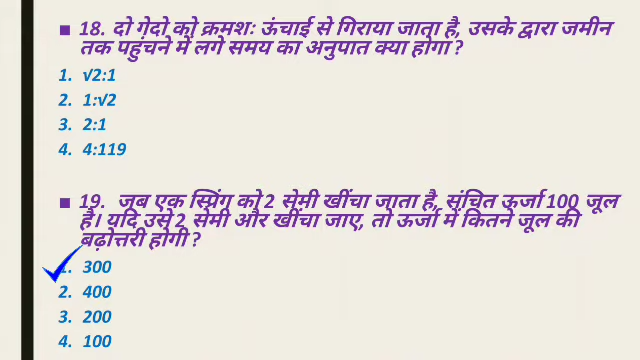 ▪ 18. दो गेदो को क्रमशः ऊंचाई से गिराया जाता है, उसके द्वारा जमीन
तक पहुंचने में लगे समय का अनुपात क्या होगा ?
1. √2:1
2. 1:√2
3. 2:1
4. 4:119
▪ 19. जब एक स्प्रिंग को 2 सेमी खींचा जाता है, संचित ऊर्जा 100 जूल
है। यदि उसे 2 सेमी और खींचा जाए, तो ऊर्जा में कितने जूल की
बढ़ोत्तरी होगी ?
1. 300
2. 400
3. 200
4. 100